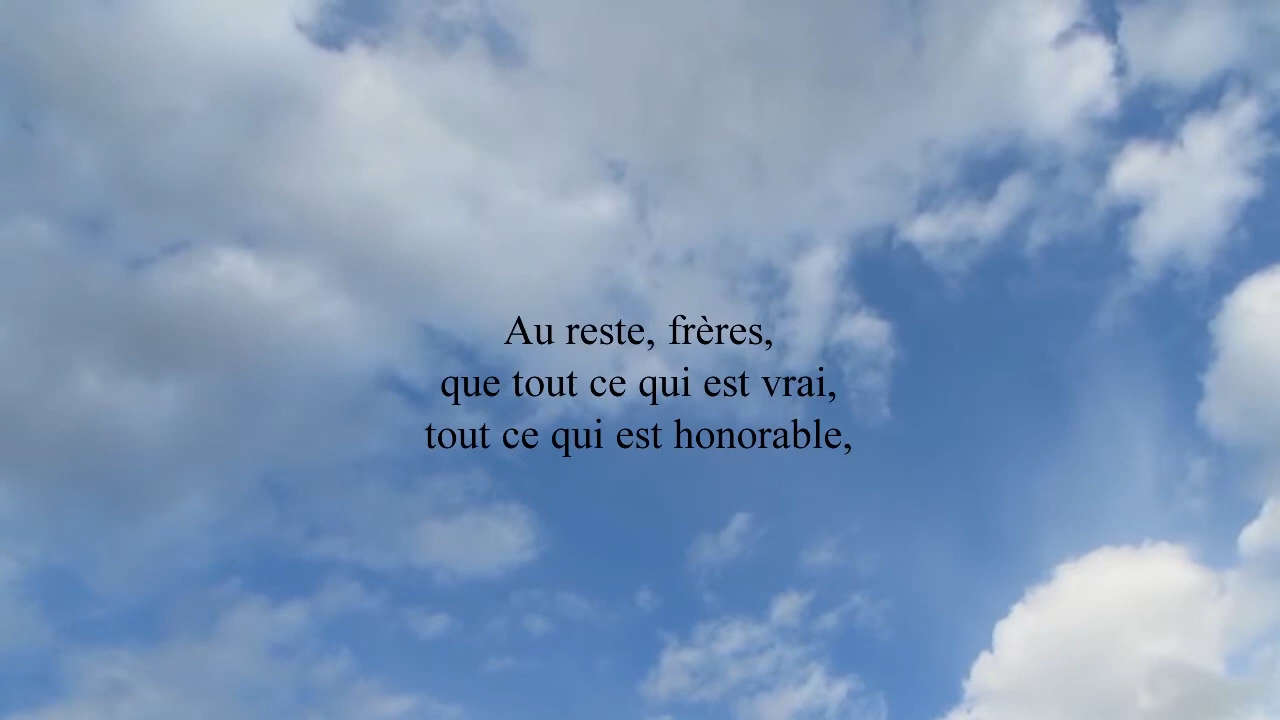 Au reste, frères,
que tout ce qui est vrai,
tout ce qui est honorable,